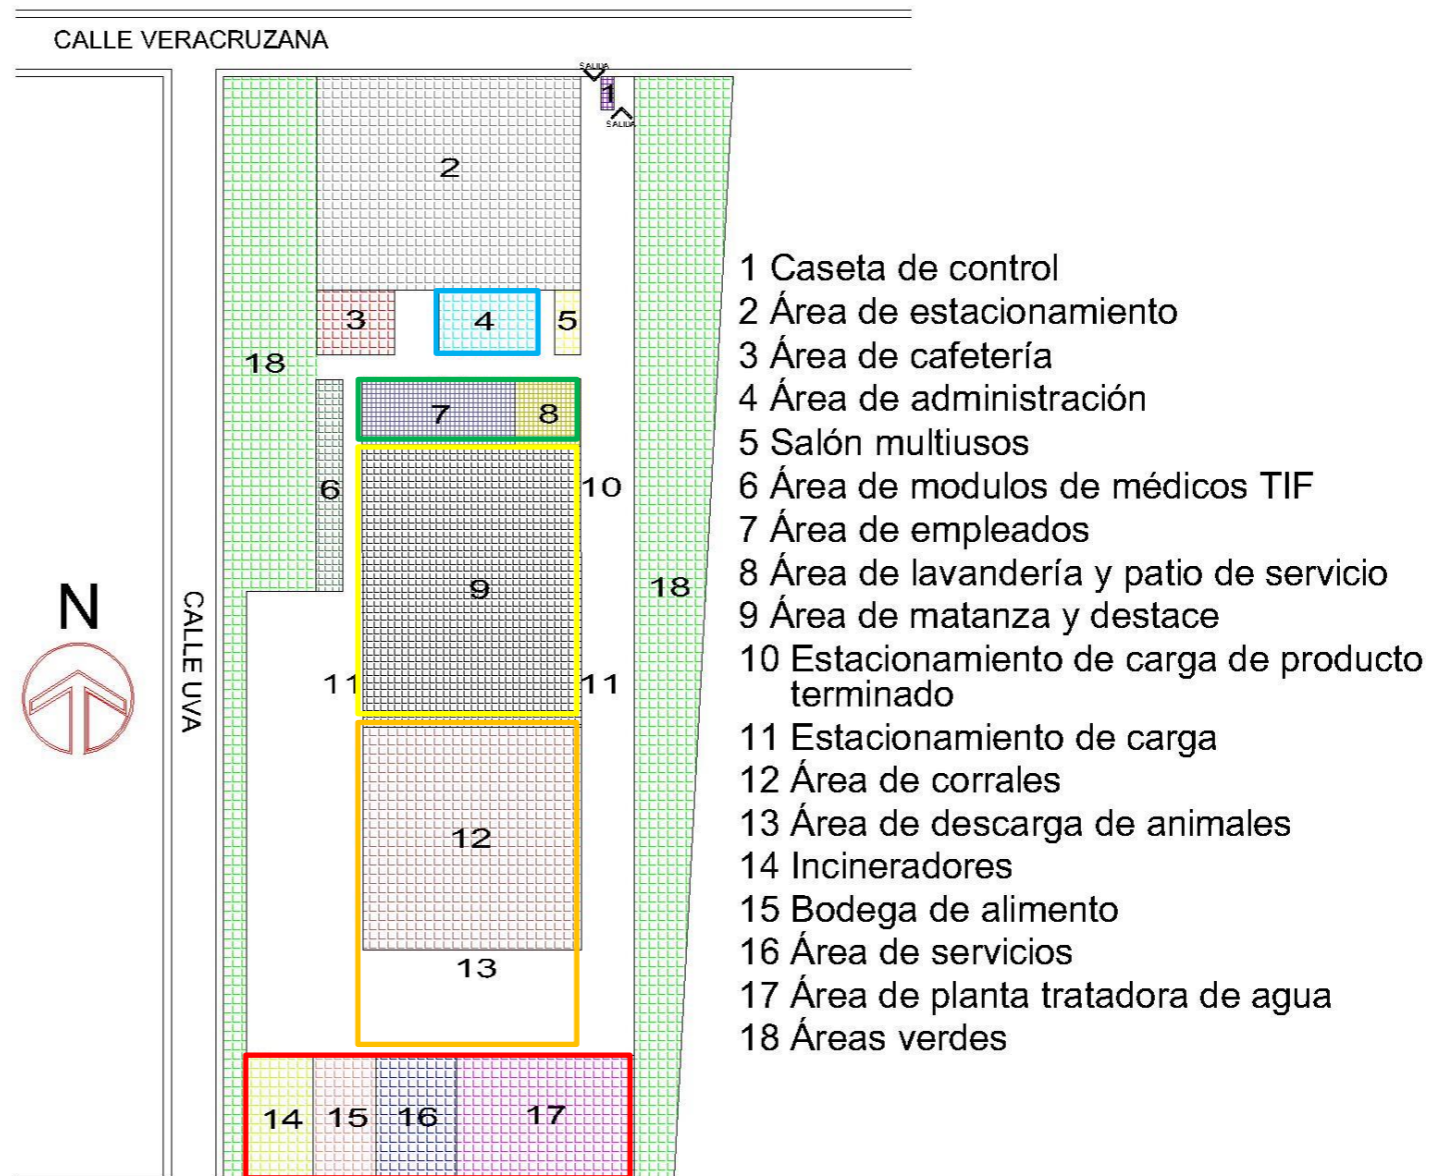 CALLE VERACRUZANA
SALIDA
1
SALIDA
2
3
4
5
18
7
8
6
10
9
18
N
CALLE UVA
11
11
12
13
14
15
16
17
1 Caseta de control
2 Área de estacionamiento
3 Área de cafetería
4 Área de administración
5 Salón multiusos
6 Área de modulos de médicos TIF
7 Área de empleados
8 Área de lavandería y patio de servicio
9 Área de matanza y destace
10 Estacionamiento de carga de producto
terminado
11 Estacionamiento de carga
12 Área de corrales
13 Área de descarga de animales
14 Incineradores
15 Bodega de alimento
16 Área de servicios
17 Área de planta tratadora de agua
18 Áreas verdes